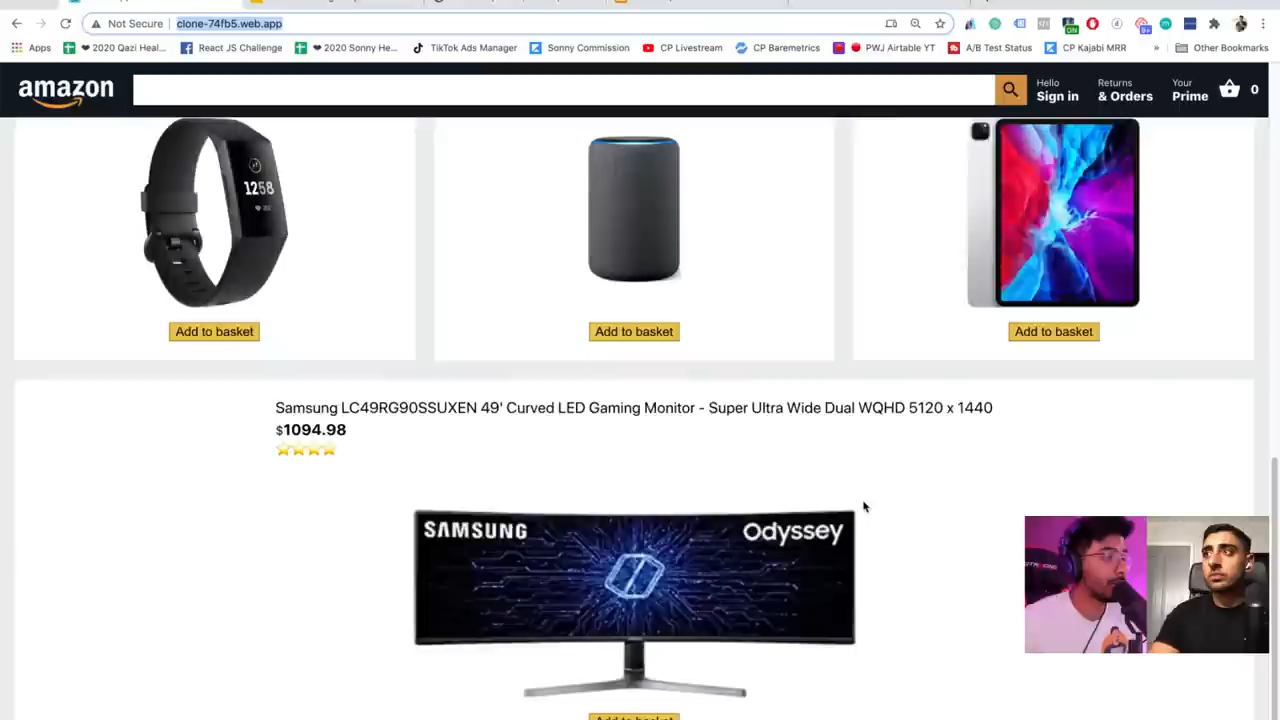 Not Secure clone-74fb5.web.app
Apps ❤ 2020 Qazi Heal... React JS Challenge ❤ 2020 Sonny He... TikTok Ads Manager Sonny Commission CP Livestream CP Baremetrics PWJ Airtable YT A/B Test Status CP Kajabi MRR » Other Bookmarks
ON
amazon
Hello
Sign in
Returns
& Orders
Your
Prime
0
1258
Add to basket
Add to basket
Add to basket
Samsung LC49RG90SSUXEN 49' Curved LED Gaming Monitor - Super Ultra Wide Dual WQHD 5120 x 1440
$1094.98
SAMSUNG
Odyssey
Add to basket